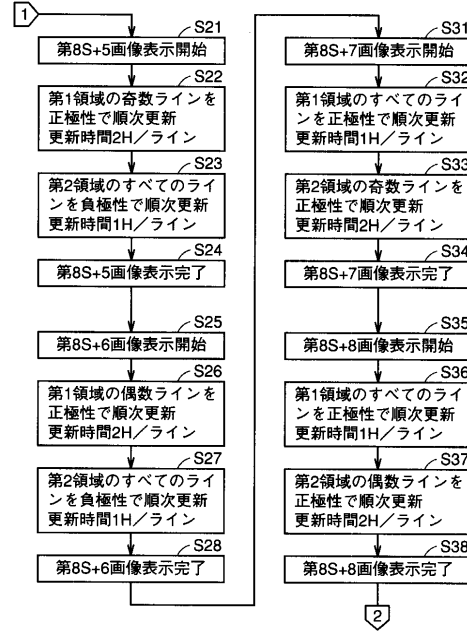 1
S21
第8S+5画像表示開始
S22
第1領域の奇数ラインを
正極性で順次更新
更新時間2H／ライン
S23
第2領域のすべてのライ
ンを負極性で順次更新
更新時間1H／ライン
S24
第8S+5画像表示完了
S25
第8S+6画像表示開始
S26
第1領域の偶数ラインを
正極性で順次更新
更新時間2H／ライン
S27
第2領域のすべてのライ
ンを負極性で順次更新
更新時間1H／ライン
S28
第8S+6画像表示完了
S31
第8S+7画像表示開始
S32
第1領域のすべてのライ
ンを正極性で順次更新
更新時間1H／ライン
S33
第2領域の奇数ラインを
正極性で順次更新
更新時間2H／ライン
S34
第8S+7画像表示完了
S35
第8S+8画像表示開始
S36
第1領域のすべてのライ
ンを正極性で順次更新
更新時間1H／ライン
S37
第2領域の偶数ラインを
正極性で順次更新
更新時間2H／ライン
S38
第8S+8画像表示完了
2